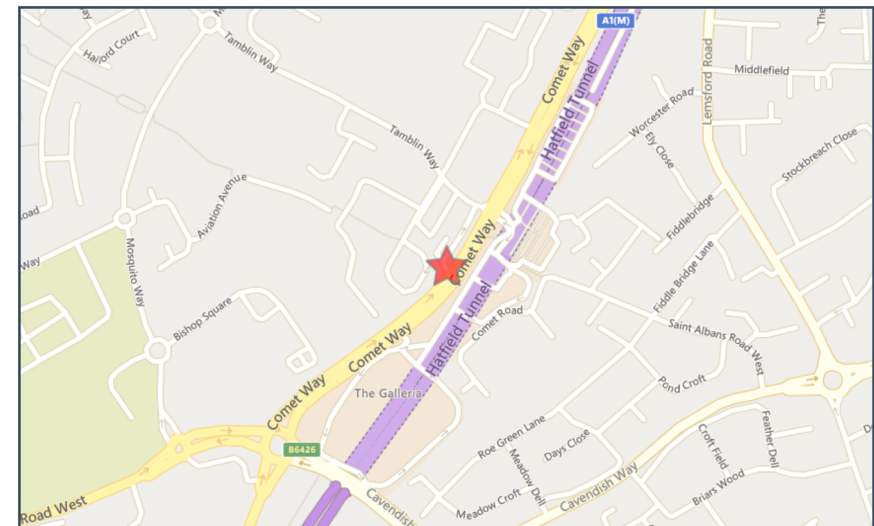 A1(M)
Halford Court
Tamblin Way
Comet Way
Lemsford Road
The
Middlefield
Hatfield Tunnel
Worcester Road
Tamblin Way
Ely Close
Stockbreach Close
Aviation Avenue
Fiddlebridge
Way
Mosquito Way
Comet Way
Fiddle Bridge Lane
Bishop Square
Hatfield Tunnel
Comet Road
Saint Albans Road West
Comet Way
The Galleria
Pond Croft
Comet Way
Roe Green Lane
Days Close
Croft Field
Feather Dell
B6426
Meadow Dell
Cavendish Way
Briars Wood
Road West
Cavendish
Meadow Croft